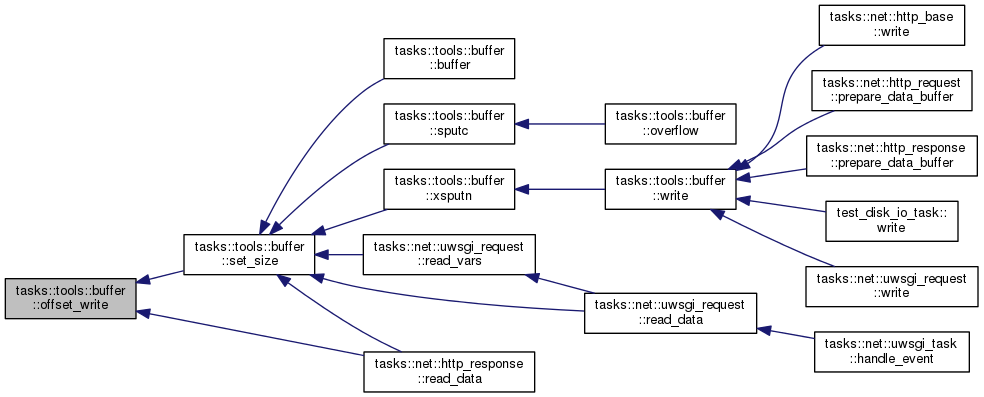 tasks::tools::buffer
::offset_write
tasks::tools::buffer
::set_size
tasks::tools::buffer
::buffer
tasks::tools::buffer
::sputc
tasks::tools::buffer
::xsputn
tasks::net::uwsgi_request
::read_vars
tasks::net::http_response
::read_data
tasks::tools::buffer
::overflow
tasks::tools::buffer
::write
tasks::net::uwsgi_request
::read_data
tasks::net::http_base
::write
tasks::net::http_request
::prepare_data_buffer
tasks::net::http_response
::prepare_data_buffer
test_disk_io_task::
write
tasks::net::uwsgi_request
::write
tasks::net::uwsgi_task
::handle_event